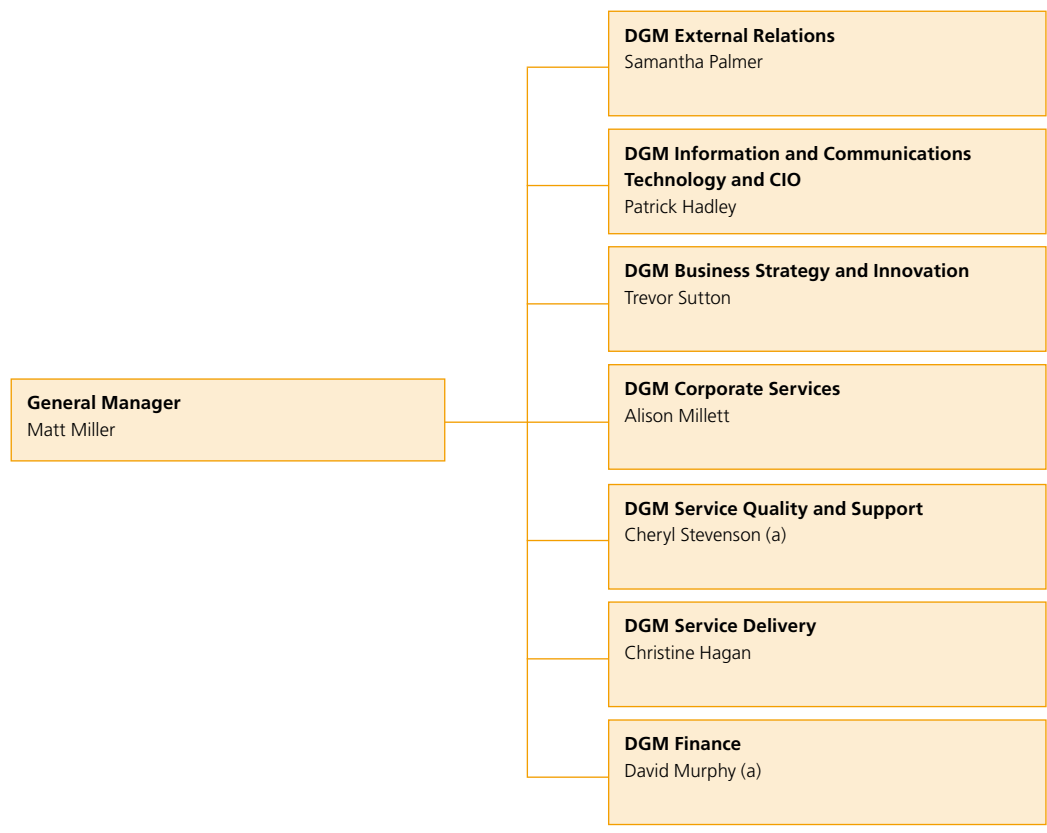 DGM External Relations
Samantha Palmer
DGM Information and Communications
Technology and CIO
Patrick Hadley
DGM Business Strategy and Innovation
Trevor Sutton
General Manager
Matt Miller
DGM Corporate Services
Alison Millett
DGM Service Quality and Support
Cheryl Stevenson (a)
DGM Service Delivery
Christine Hagan
DGM Finance
David Murphy (a)